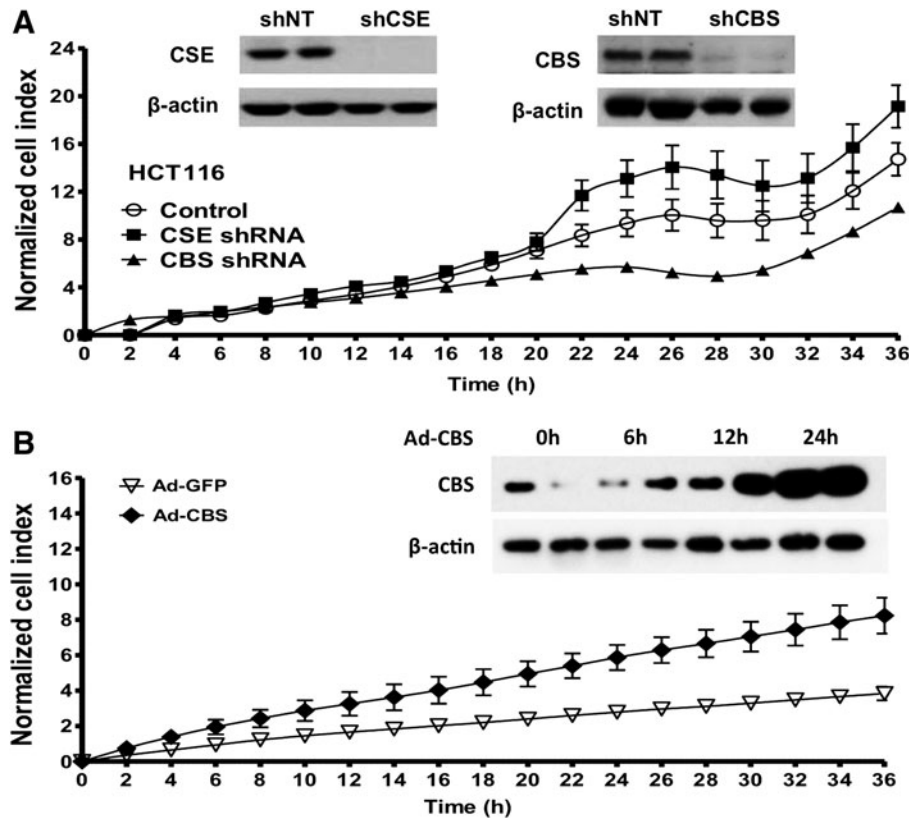 A
shNT shCSE
CSE
β-actin
shNT shCBS
CBS
β-actin
Normalized cell index
24
20
16
12
8
4
0
HCT116
Control
CSE shRNA
CBS shRNA
0 2 4 6 8 10 12 14 16 18 20 22 24 26 28 30 32 34 36
Time (h)
B
Ad-CBS 0h 6h 12h 24h
CBS
β-actin
Normalized cell index
16
14
12
10
8
6
4
2
0
Ad-GFP
Ad-CBS
0 2 4 6 8 10 12 14 16 18 20 22 24 26 28 30 32 34 36
Time (h)